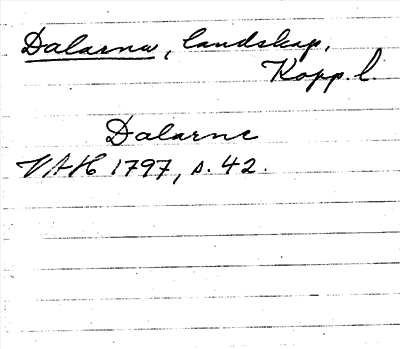 Dalarna, landskap,
Kopp. l.
Dalarne
VAH 1797, s. 42.